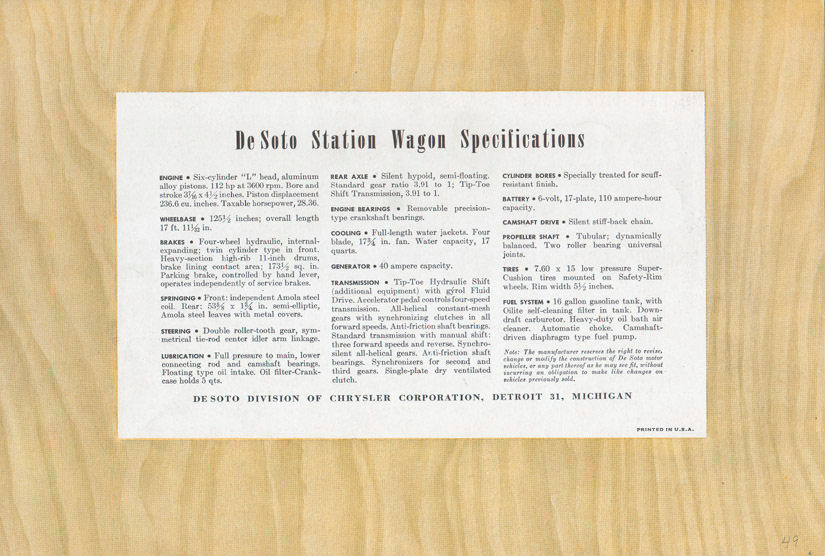 De Soto Station Wagon Specifications
ENGINE • Six-cylinder "L" head, aluminum
alloy pistons. 112 hp at 3600 rpm. Bore and
stroke 3 7/16 x 4½ inches. Piston displacement
236.6 cu. inches. Taxable horsepower, 28.36.
WHEELBASE • 125½ inches; overall length
17 ft. in.
BRAKES • Four-wheel hydraulic, internal-
expanding; twin cylinder type in front.
Heavy-section high-rib 11-inch drums,
brake lining contact area; 173½ sq. in.
Parking brake, controlled by hand lever,
operates independently of service brakes.
SPRINGING • Front: independent Amola steel
coil. Rear: 53¾ x 1¾ in. semi-elliptic,
Amola steel leaves with metal covers.
STEERING • Double roller-tooth gear, sym-
metrical tie-rod center idler arm linkage.
LUBRICATION • Full pressure to main, lower
connecting rod and camshaft bearings.
Floating type oil intake. Oil filter-Crank-
case holds 5 qts.
REAR AXLE • Silent hypoid, semi-floating.
Standard gear ratio 3.91 to 1; Tip-Toe
Shift Transmission, 3.91 to 1.
ENGINE BEARINGS • Removable precision-
type crankshaft bearings.
COOLING • Full-length water jackets. Four
blade, 17¾ in. fan. Water capacity, 17
quarts.
GENERATOR • 40 ampere capacity.
TRANSMISSION • Tip-Toe Hydraulic Shift
(additional equipment) with gýrol Fluid
Drive. Accelerator pedal controls four-speed
transmission. All-helical constant-mesh
gears with synchronizing clutches in all
forward speeds. Anti-friction shaft bearings.
Standard transmission with manual shift:
three forward speeds and reverse. Synchro-
silent all-helical gears. Anti-friction shaft
bearings. Synchronizers for second and
third gears. Single-plate dry ventilated
clutch.
CYLINDER BORES • Specially treated for scuff-
resistant finish.
BATTERY • 6-volt, 17-plate, 110 ampere-hour
capacity.
CAMSHAFT DRIVE • Silent stiff-back chain.
PROPELLER SHAFT • Tubular; dynamically
balanced. Two roller bearing universal
joints.
TIRES • 7.60 x 15 low pressure Super-
Cushion tires mounted on Safety-Rim
wheels. Rim width 5½ inches.
FUEL SYSTEM • 16 gallon gasoline tank, with
Oilite self-cleaning filter in tank. Down-
draft carburetor. Heavy-duty oil bath air
cleaner. Automatic choke. Camshaft-
driven diaphragm type fuel pump.
Note: The manufacturer reserves the right to revise,
change or modify the construction of De Soto motor
vehicles, or any part thereof as he may see fit, without
incurring an obligation to make like changes on
vehicles previously sold.
DE SOTO DIVISION OF CHRYSLER CORPORATION, DETROIT 31, MICHIGAN
PRINTED IN U.S.A.
49